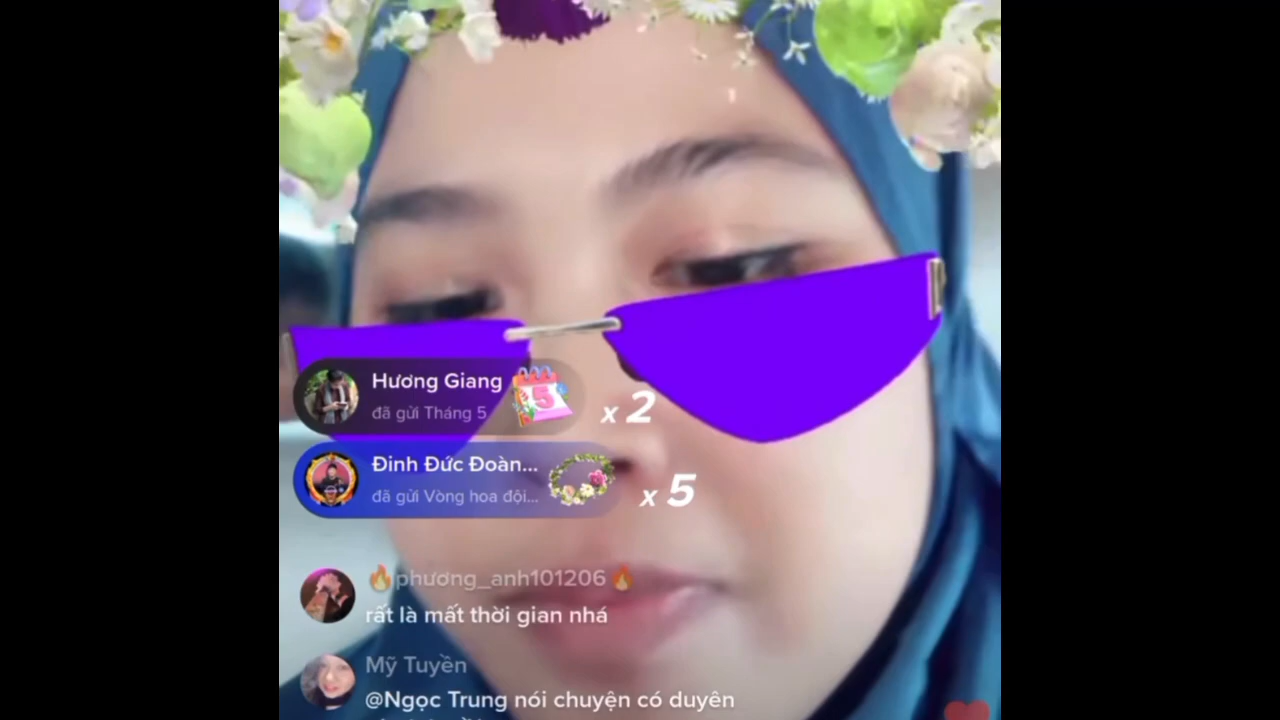 Hương Giang
đã gửi Tháng 5
5
x 2
Đinh Đức Đoàn...
đã gửi Vòng hoa đội...
x 5
🔥phương_anh101206🔥
rất là mất thời gian nhá
Mỹ Tuyền
@Ngọc Trung nói chuyện có duyên